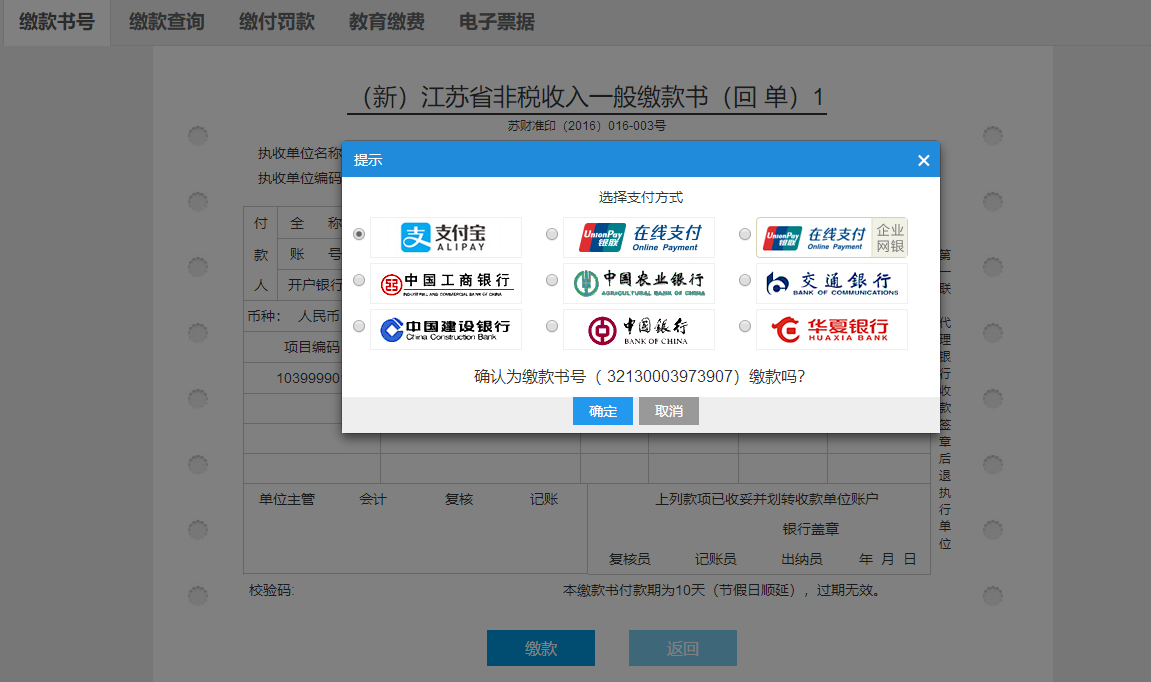 缴款书号 缴款查询 缴付罚款 教育缴费 电子票据
（新）江苏省非税收入一般缴款书（回 单）1
苏财准印（2016）016-003号
执收单位名称
执收单位编码
提示 ×
选择支付方式
支付宝 ALIPAY
UnionPay 银联 在线支付 Online Payment
UnionPay 银联 在线支付 Online Payment 企业网银
中国工商银行 INDUSTRIAL AND COMMERCIAL BANK OF CHINA
中国农业银行 AGRICULTURAL BANK OF CHINA
交通银行 BANK OF COMMUNICATIONS
中国建设银行 China Construction Bank
中国银行 BANK OF CHINA
华夏银行 HUAXIA BANK
确认为缴款书号（ 32130003973907）缴款吗?
确定 取消
付款人
全 称
账 号
开户银行
币种： 人民币
项目编码
10399990
第一联 代理银行收款签章后退执行单位
单位主管 会计 复核 记账
上列款项已收妥并划转收款单位账户
银行盖章
复核员 记账员 出纳员 年 月 日
校验码:
本缴款书付款期为10天（节假日顺延），过期无效。
缴款 返回